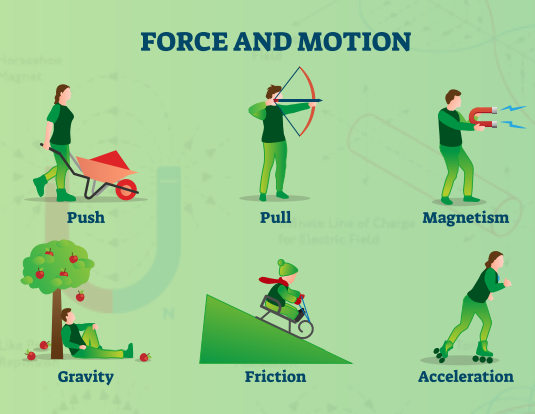 FORCE AND MOTION
Push
Pull
Magnetism
Gravity
Friction
Acceleration
N